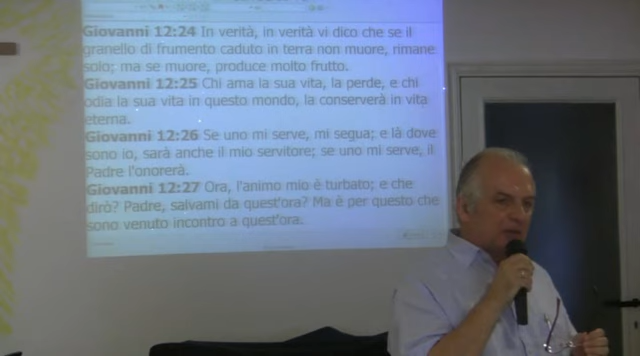 Giovanni 12:24 In verità, in verità vi dico che se il
granello di frumento caduto in terra non muore, rimane
solo; ma se muore, produce molto frutto.
Giovanni 12:25 Chi ama la sua vita, la perde, e chi
odia la sua vita in questo mondo, la conserverà in vita
eterna.
Giovanni 12:26 Se uno mi serve, mi segua; e là dove
sono io, sarà anche il mio servitore; se uno mi serve, il
Padre l'onorerà.
Giovanni 12:27 Ora, l'animo mio è turbato; e che
dirò? Padre, salvami da quest'ora? Ma è per questo che
sono venuto incontro a quest'ora.